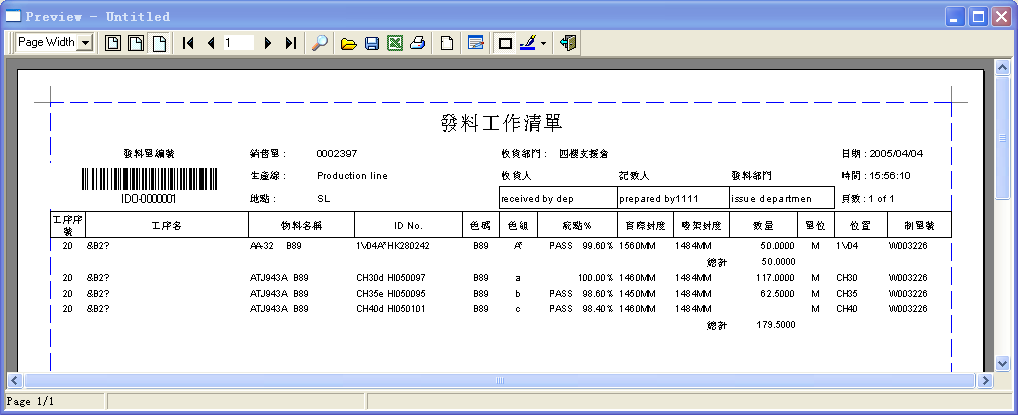 Preview - Untitled
Page Width
1
發料工作清單
發料單編號 銷售單： 0002397 收貨部門： 四樓支援倉 日期：2005/04/04
生產線： Production line 收貨人 記數人 發料部門 時間：15:56:10
IDO-0000001 地點： SL received by dep prepared by1111 issue departmen 頁數：1 of 1
工序序號 工序名 物料名稱 ID No. 色碼 色組 疵點% 實際封度 吸架封度 數量 單位 位置 制單號
20 &B2? AA-32 B89 1\/04A*HK280242 B89 A* PASS 99.60% 1560MM 1484MM 50.0000 M 1\/04 W003226
總計 50.0000
20 &B2? ATJ943A B89 CH30d HI050097 B89 a 100.00% 1460MM 1484MM 117.0000 M CH30 W003226
20 &B2? ATJ943A B89 CH35e HI050095 B89 b PASS 98.60% 1450MM 1484MM 62.5000 M CH35 W003226
20 &B2? ATJ943A B89 CH40d HI050101 B89 c PASS 98.40% 1460MM 1484MM M CH40 W003226
總計 179.5000
Page 1/1